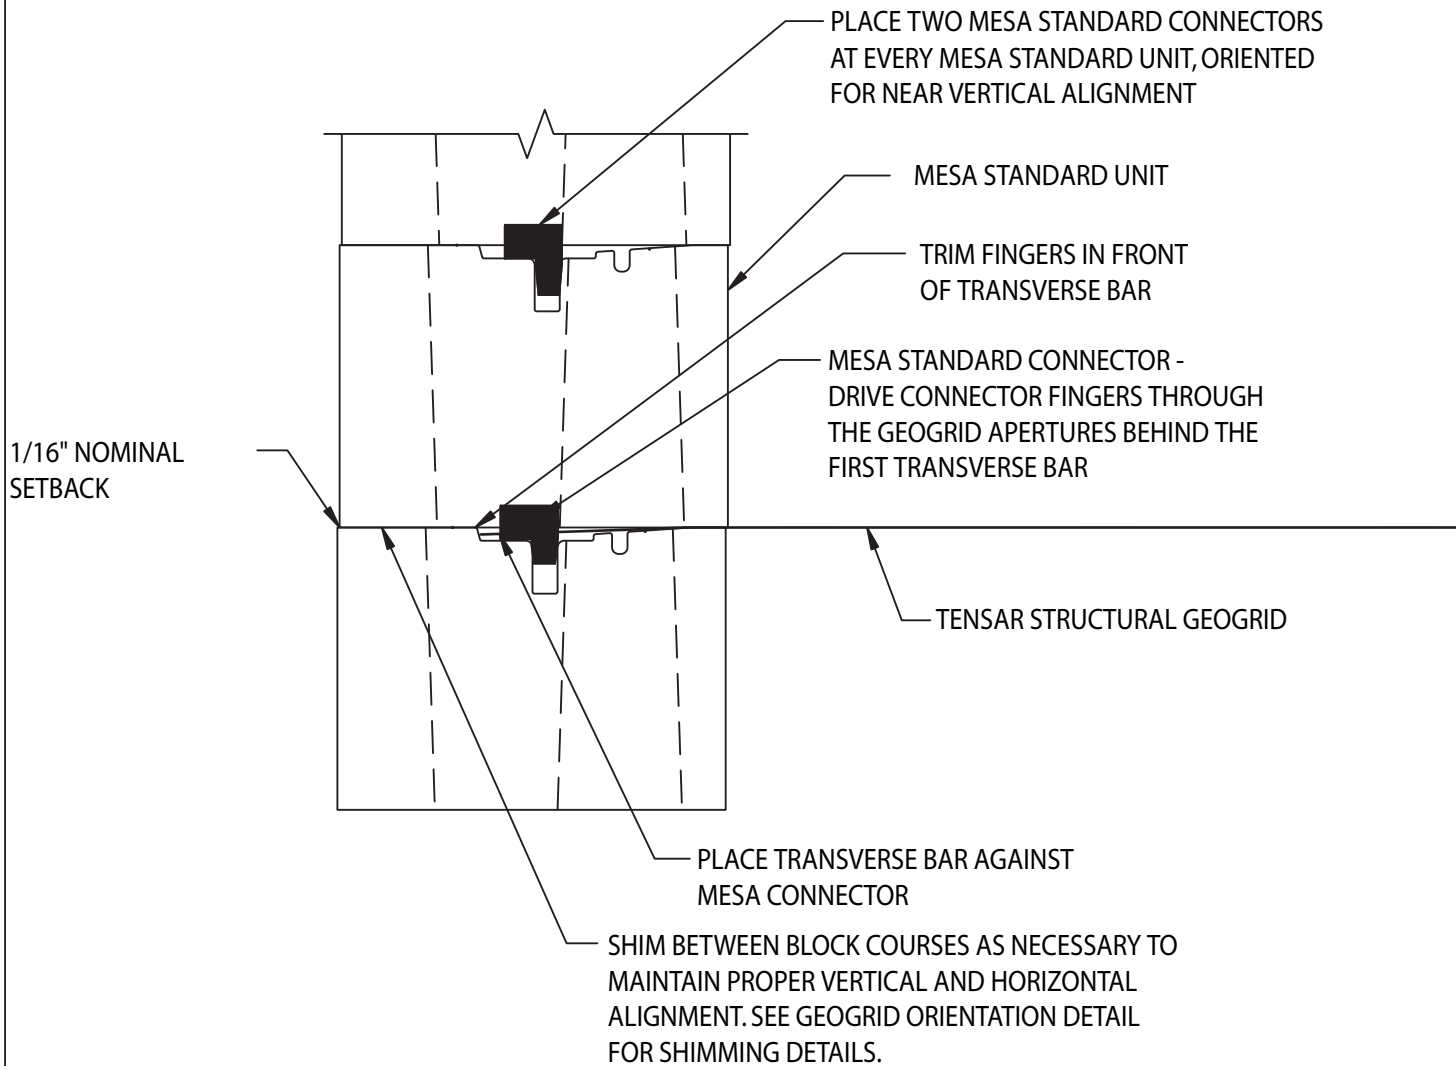 PLACE TWO MESA STANDARD CONNECTORS
AT EVERY MESA STANDARD UNIT, ORIENTED
FOR NEAR VERTICAL ALIGNMENT
MESA STANDARD UNIT
TRIM FINGERS IN FRONT
OF TRANSVERSE BAR
MESA STANDARD CONNECTOR -
DRIVE CONNECTOR FINGERS THROUGH
THE GEOGRID APERTURES BEHIND THE
FIRST TRANSVERSE BAR
1/16" NOMINAL
SETBACK
TENSAR STRUCTURAL GEOGRID
PLACE TRANSVERSE BAR AGAINST
MESA CONNECTOR
SHIM BETWEEN BLOCK COURSES AS NECESSARY TO
MAINTAIN PROPER VERTICAL AND HORIZONTAL
ALIGNMENT. SEE GEOGRID ORIENTATION DETAIL
FOR SHIMMING DETAILS.